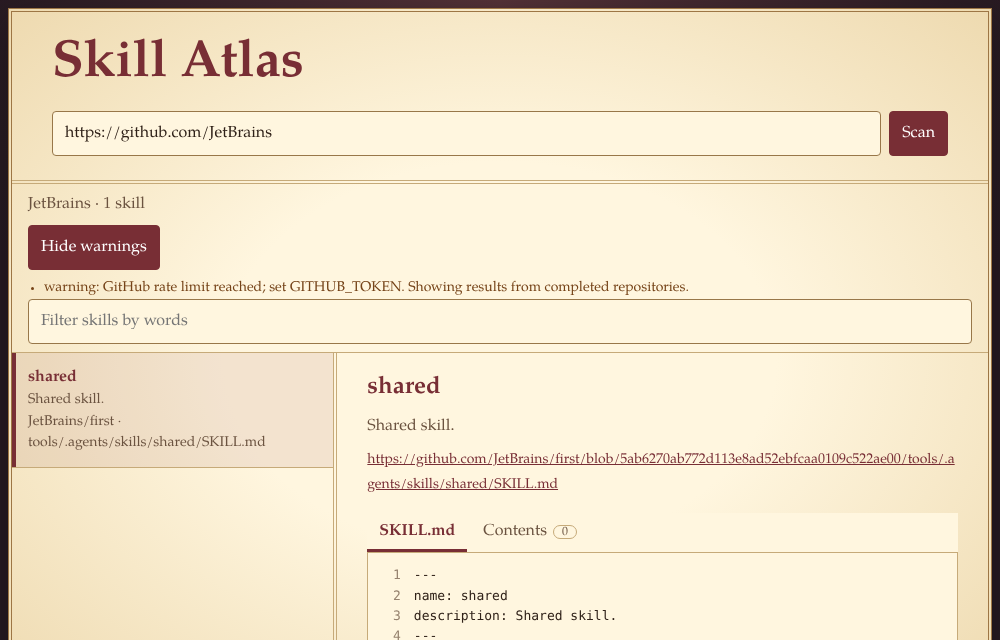 Skill Atlas
https://github.com/JetBrains
Scan
JetBrains · 1 skill
Hide warnings
• warning: GitHub rate limit reached; set GITHUB_TOKEN. Showing results from completed repositories.
Filter skills by words
shared
Shared skill.
JetBrains/first ·
tools/.agents/skills/shared/SKILL.md
shared
Shared skill.
https://github.com/JetBrains/first/blob/5ab6270ab772d113e8ad52ebfcaa0109c522ae00/tools/.a
gents/skills/shared/SKILL.md
SKILL.md Contents 0
1 ---
2 name: shared
3 description: Shared skill.
4 ---